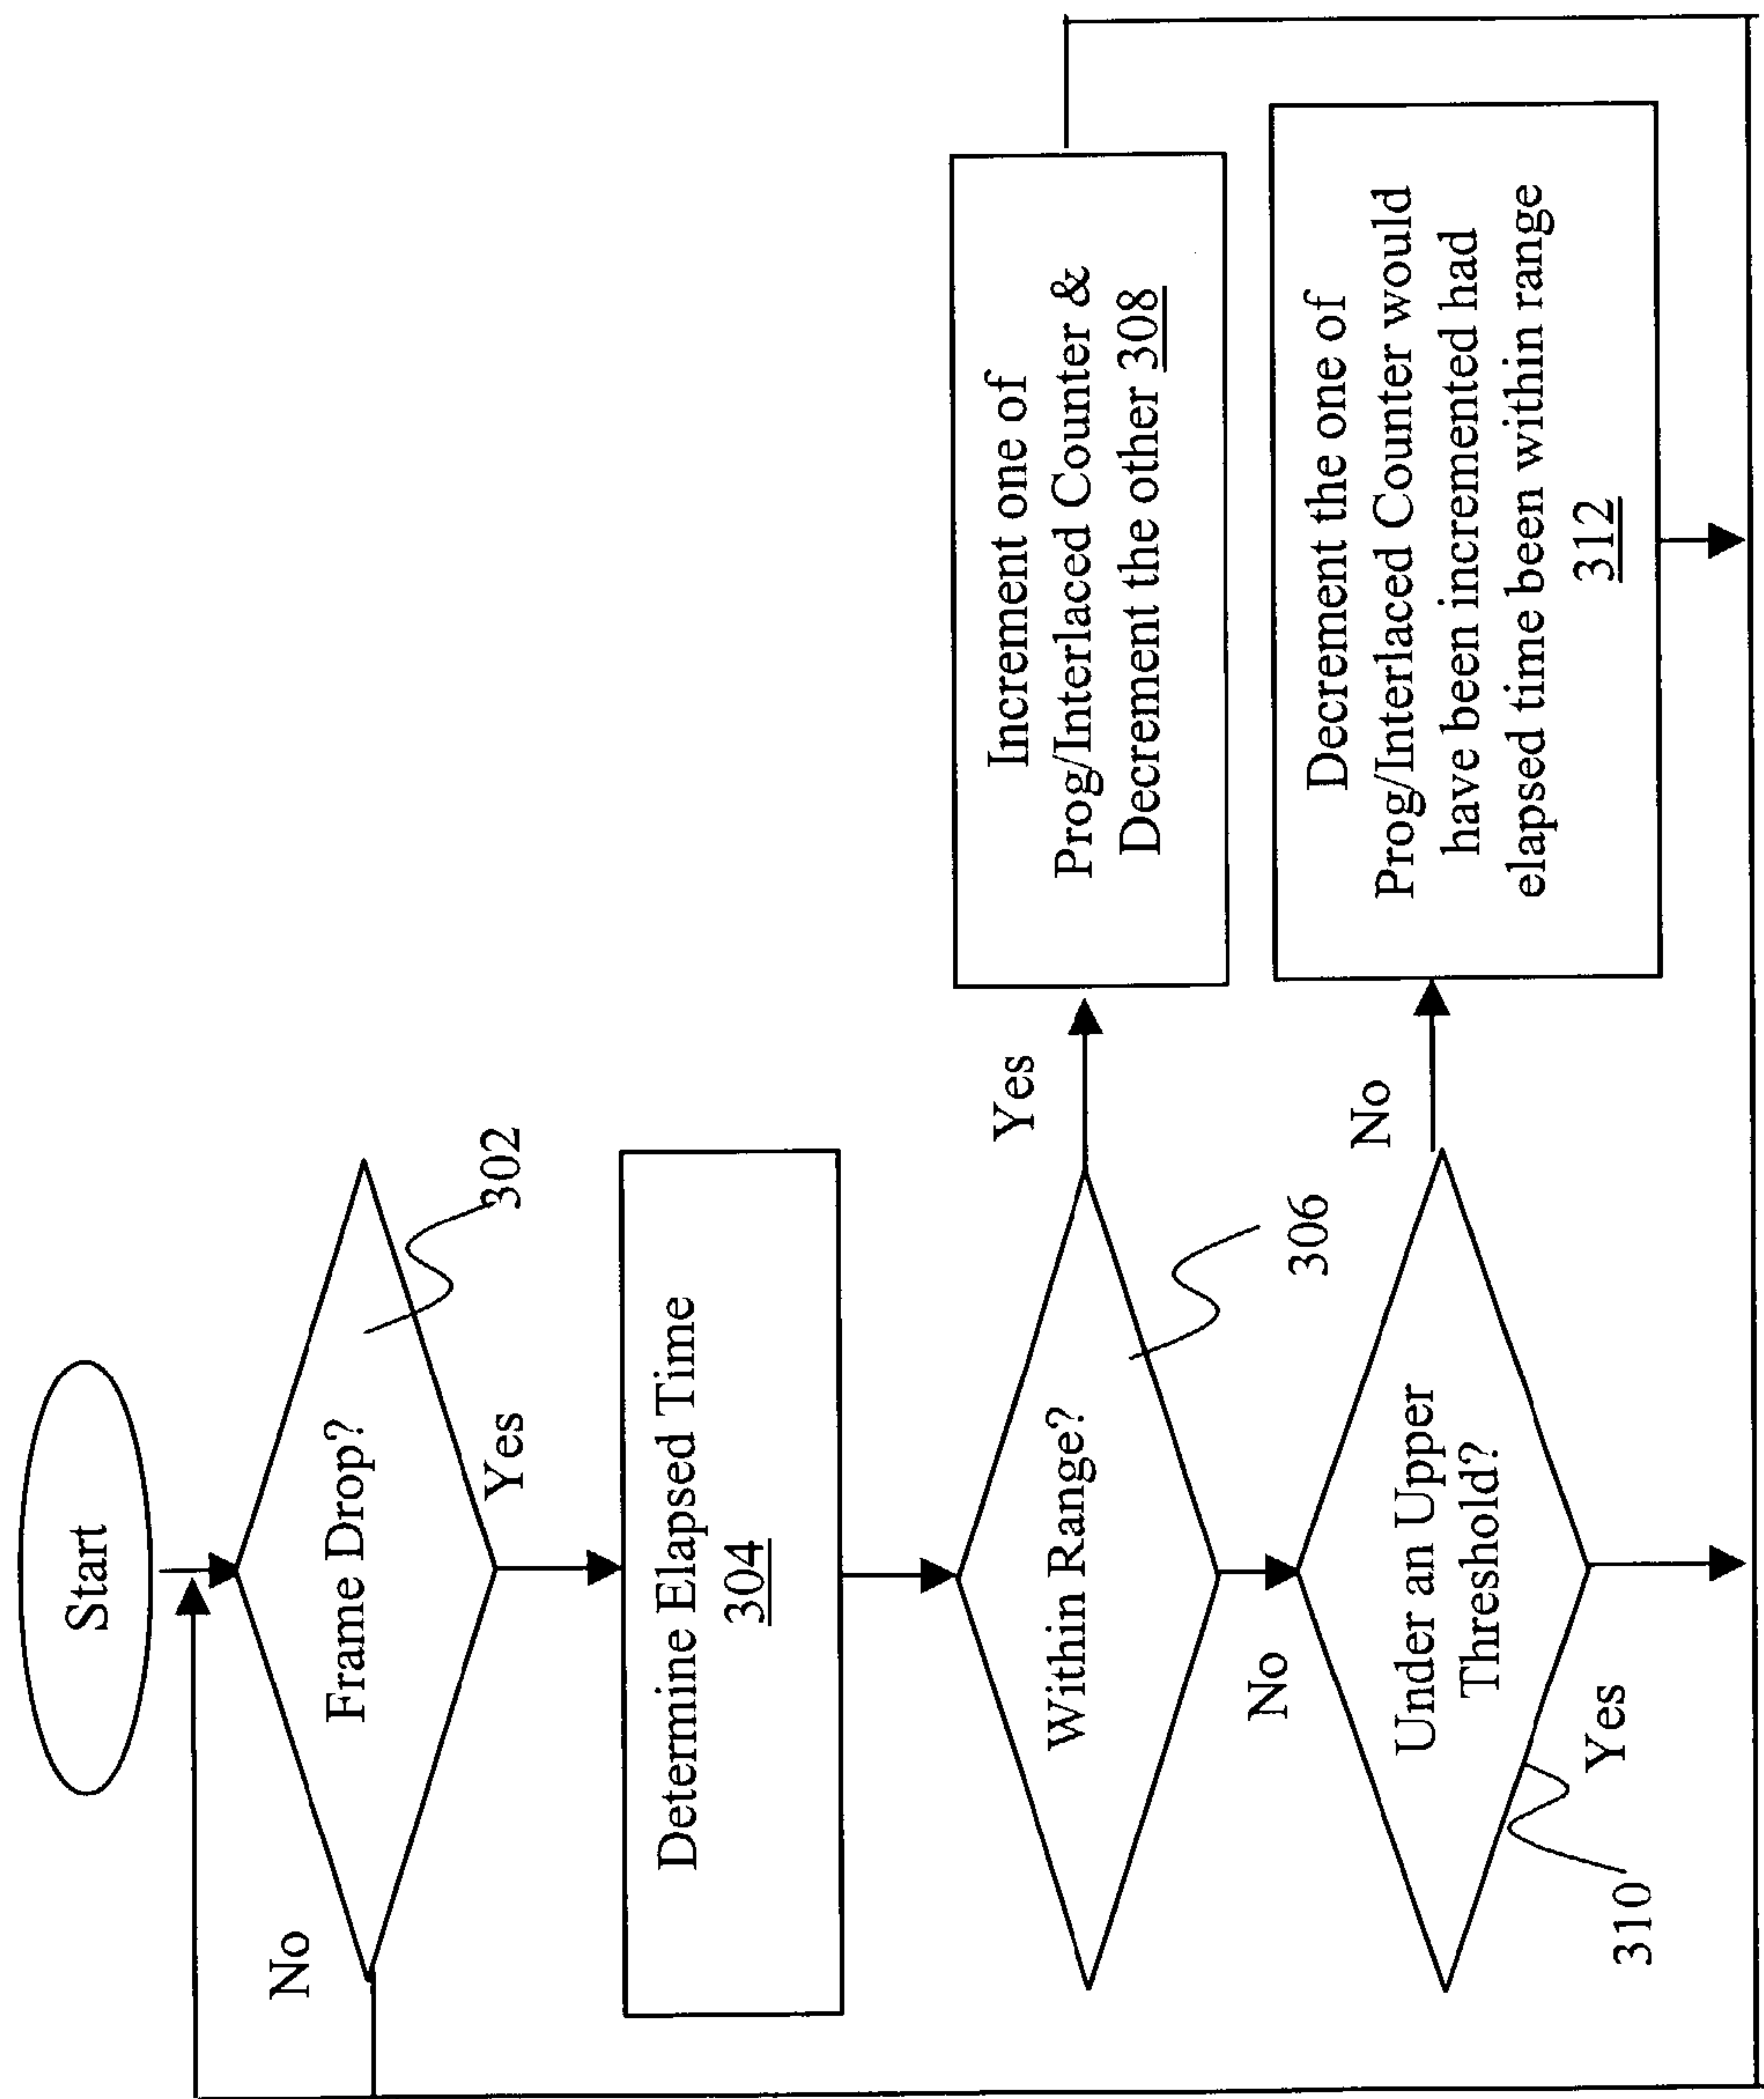 Start
Frame Drop?
302
No
Yes
Determine Elapsed Time
304
Within Range?
306
Yes
No
Increment one of
Prog/Interlaced Counter &
Decrement the other 308
Under an Upper
Threshold?
310
Yes
No
Decrement the one of
Prog/Interlaced Counter would
have been incremented had
elapsed time been within range
312